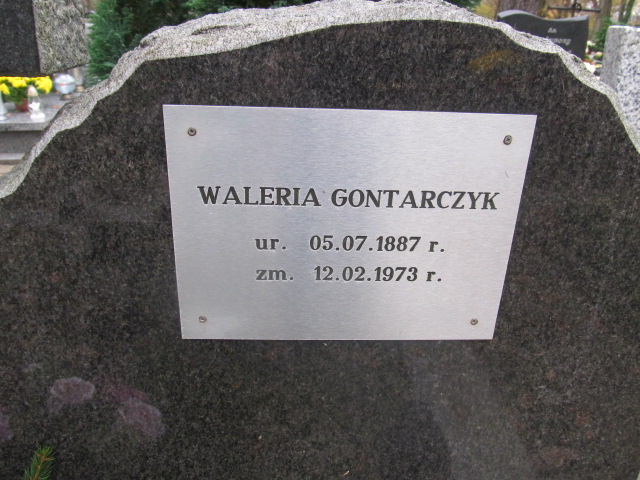 WALERIA GONTARCZYK
ur. 05.07.1887 r.
zm. 12.02.1973 r.